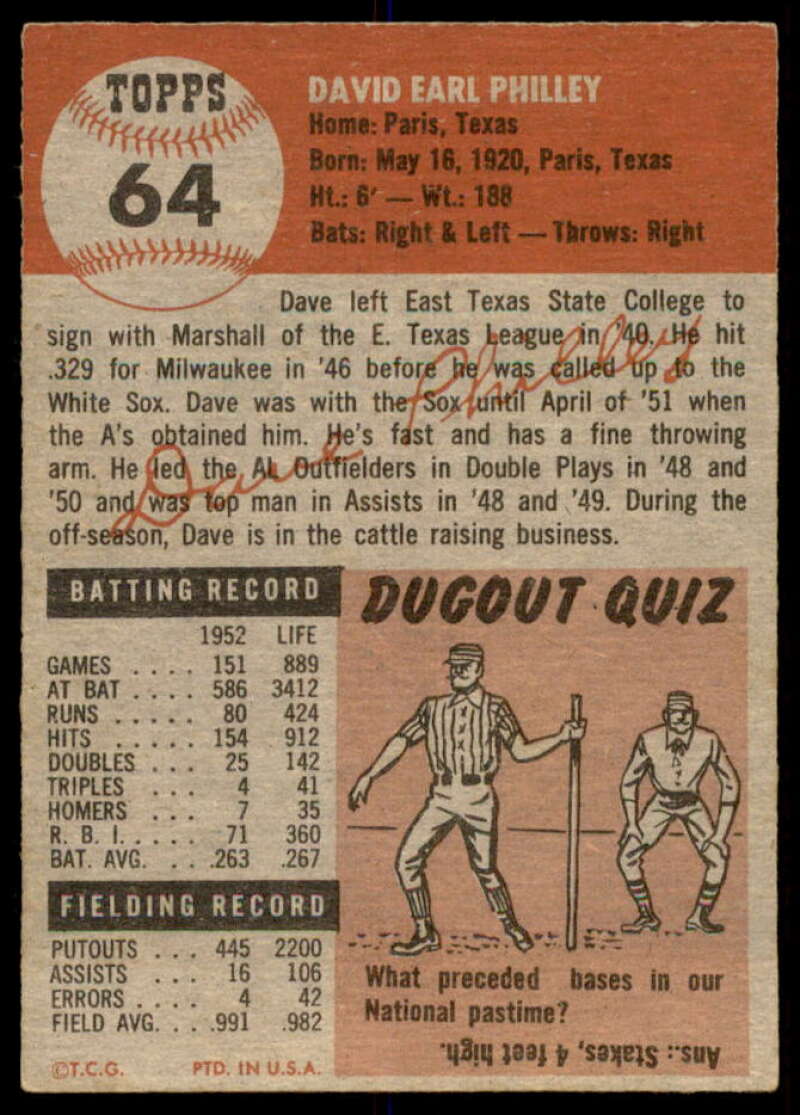 TOPPS
64
DAVID EARL PHILLEY
Home: Paris, Texas
Born: May 16, 1920, Paris, Texas
Ht.: 6' — Wt.: 188
Bats: Right & Left — Throws: Right
Dave left East Texas State College to
sign with Marshall of the E. Texas League in '40. He hit
.329 for Milwaukee in '46 before he was called up to the
White Sox. Dave was with the Sox until April of '51 when
the A's obtained him. He's fast and has a fine throwing
arm. He led the AL Outfielders in Double Plays in '48 and
'50 and was top man in Assists in '48 and '49. During the
off-season, Dave is in the cattle raising business.
Dave Philley
BATTING RECORD
1952 LIFE
GAMES . . . . 151 889
AT BAT . . . . 586 3412
RUNS . . . . . 80 424
HITS . . . . . 154 912
DOUBLES . . . 25 142
TRIPLES . . . 4 41
HOMERS . . . 7 35
R. B. I. . . . . 71 360
BAT. AVG. . . .263 .267
FIELDING RECORD
PUTOUTS . . . 445 2200
ASSISTS . . . 16 106
ERRORS . . . . 4 42
FIELD AVG. . . .991 .982
©T.C.G. PTD. IN U.S.A.
DUGOUT QUIZ
What preceded bases in our
National pastime?
Ans.: Stakes, 4 feet high.